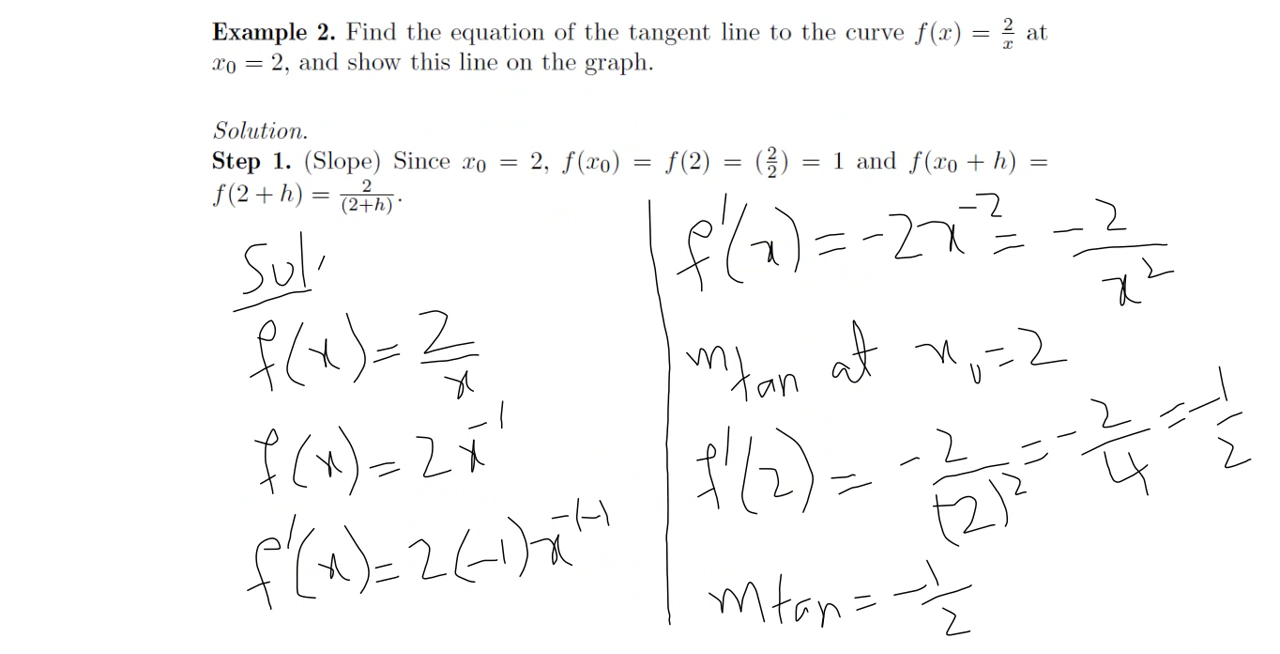 Example 2. Find the equation of the tangent line to the curve f(x) = 2/x at
x₀ = 2, and show this line on the graph.
Solution.
Step 1. (Slope) Since x₀ = 2, f(x₀) = f(2) = (2/2) = 1 and f(x₀ + h) =
f(2 + h) = 2/(2+h).
Sol.
f(x) = 2/x
f(x) = 2x⁻¹
f'(x) = 2(-1)x⁻¹⁻¹
f'(x) = -2x⁻² = -2/x²
mtan at x₀ = 2
f'(2) = -2/(2)² = -2/4 = -1/2
mtan = -1/2